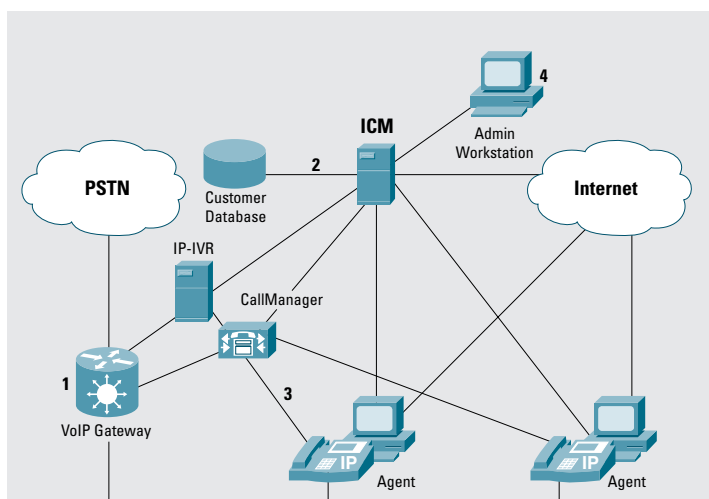 4
ICM
Admin
Workstation
2
PSTN
Customer
Database
Internet
IP-IVR
CallManager
1
3
VoIP Gateway
IP
Agent
IP
Agent